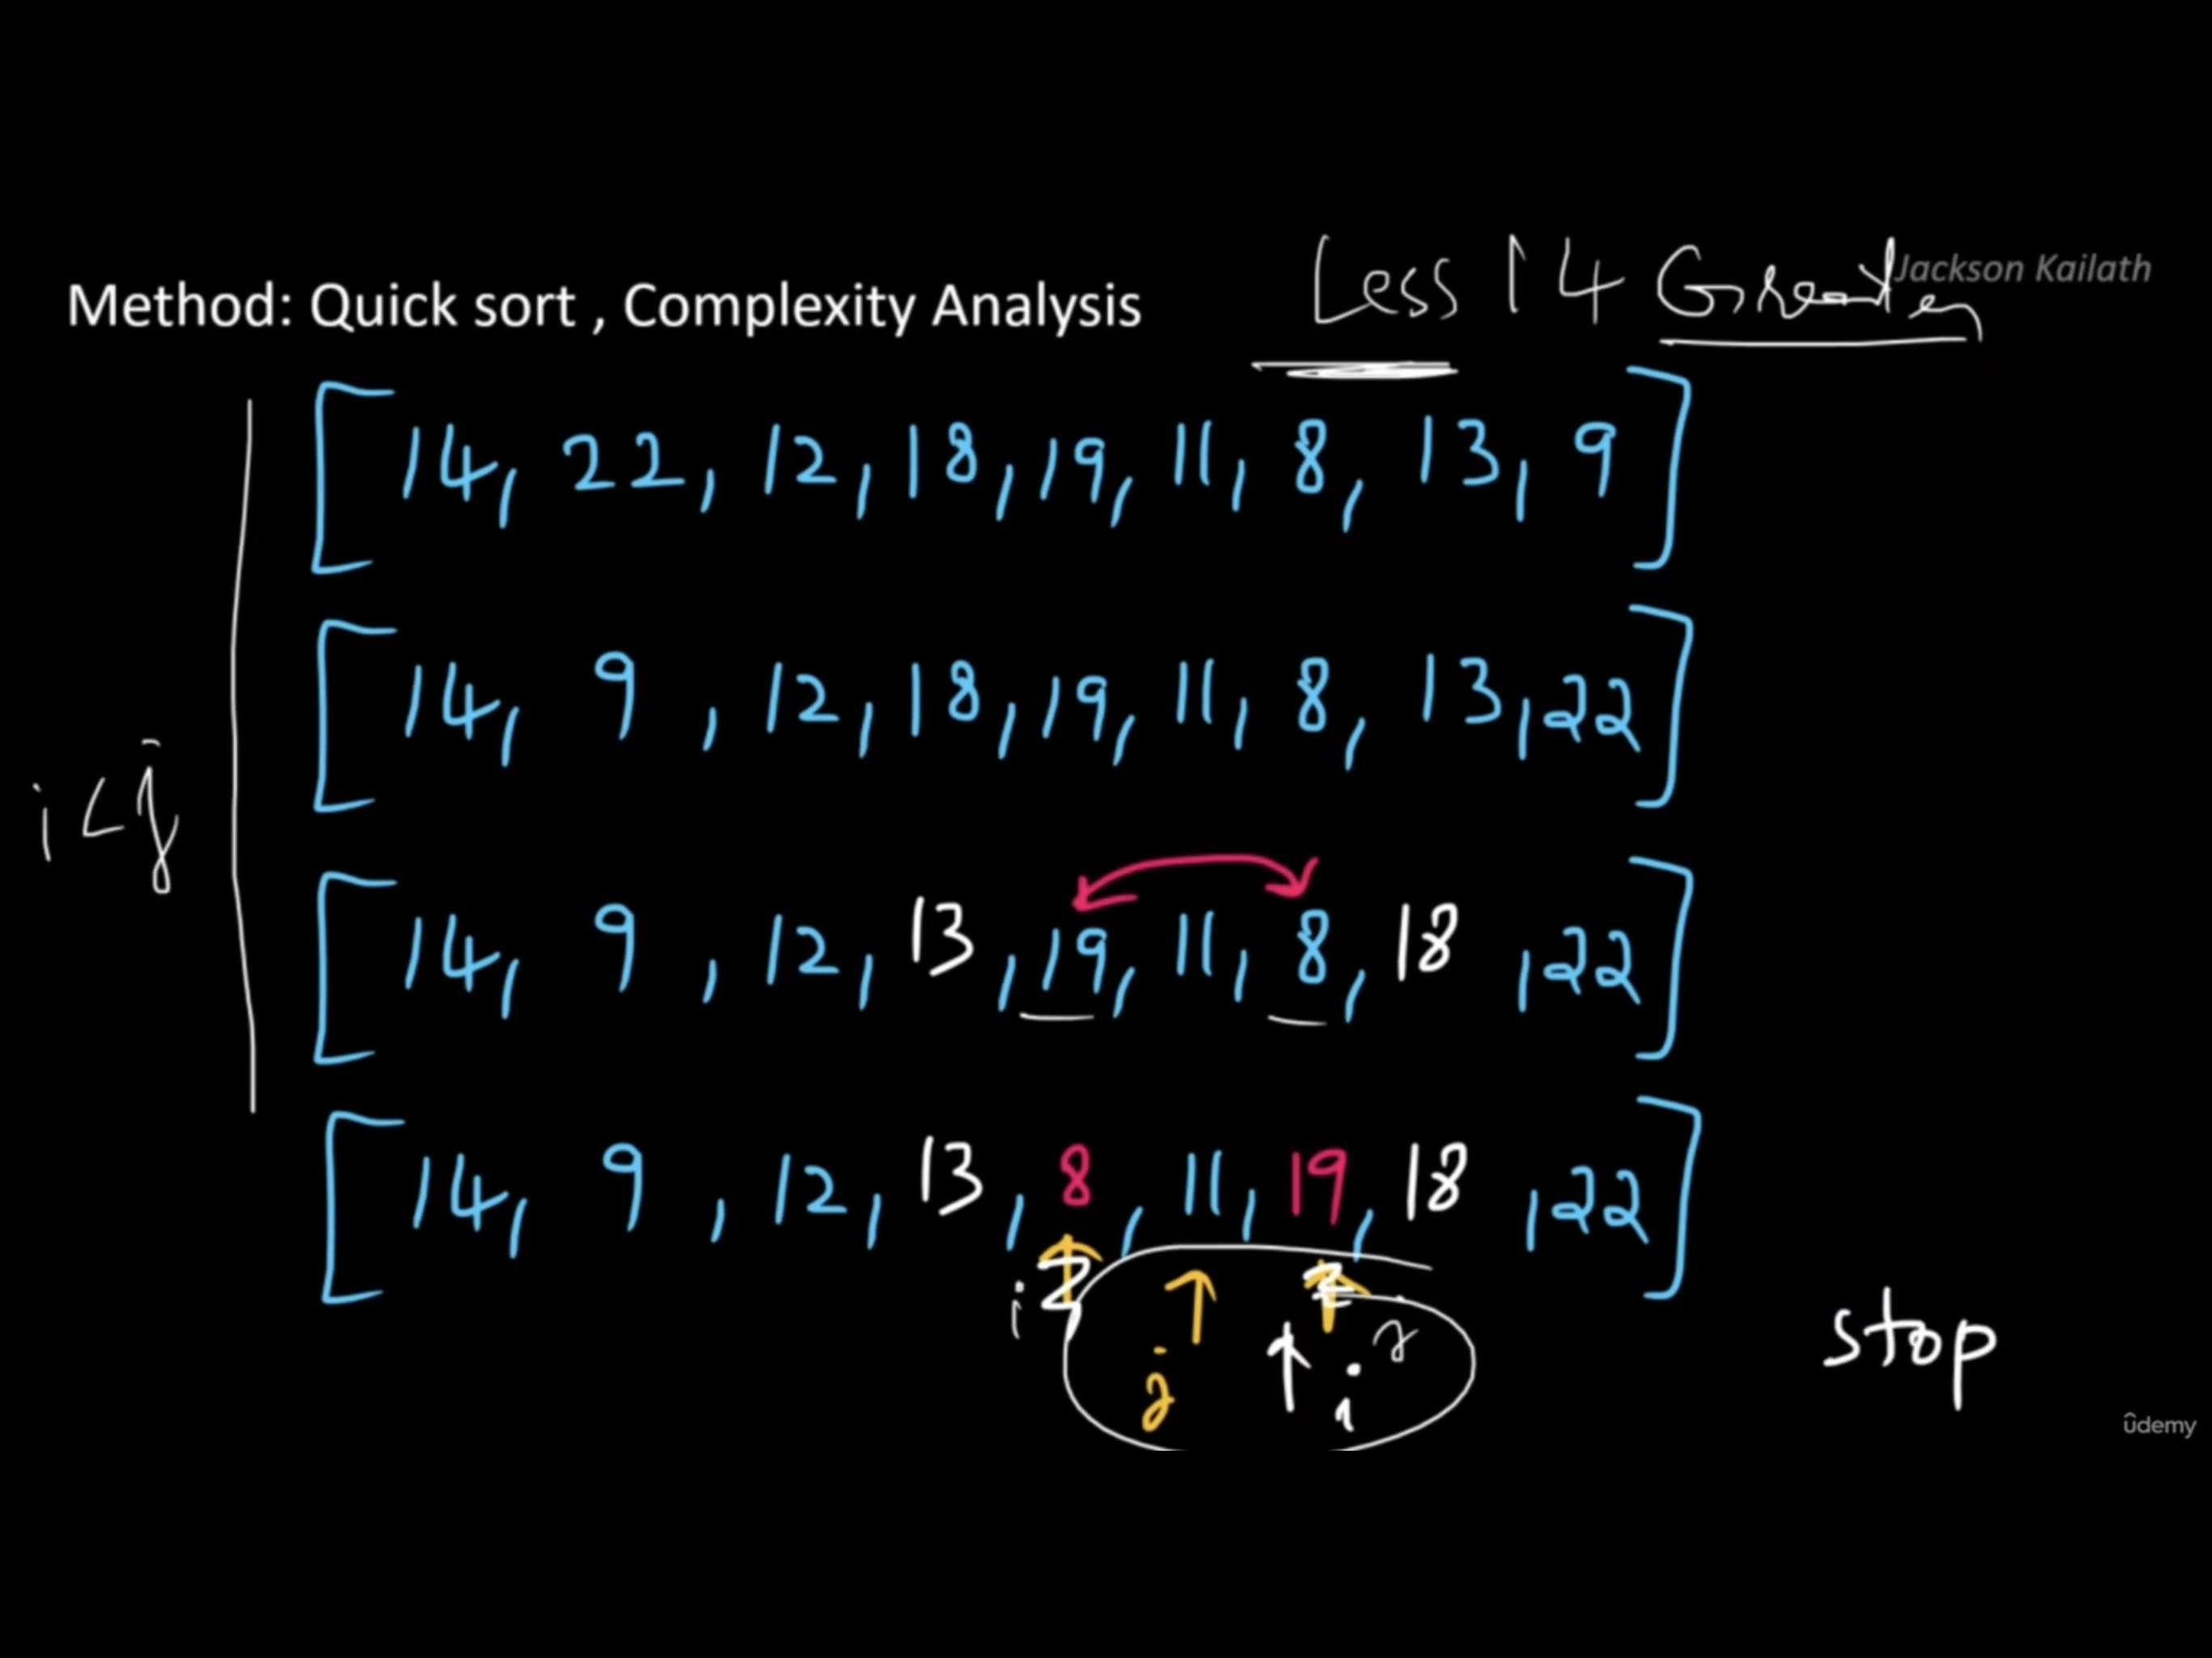 Less 14 Greater
Jackson Kailath
Method: Quick sort , Complexity Analysis
[ 14, 22, 12, 18, 19, 11, 8, 13, 9 ]
[ 14, 9 , 12, 18, 19, 11, 8, 13, 22 ]
i<j
[ 14, 9 , 12, 13 , 19, 11, 8, 18 , 22 ]
[ 14, 9 , 12, 13 , 8 , 11, 19, 18 , 22 ]
i
j i
stop
udemy